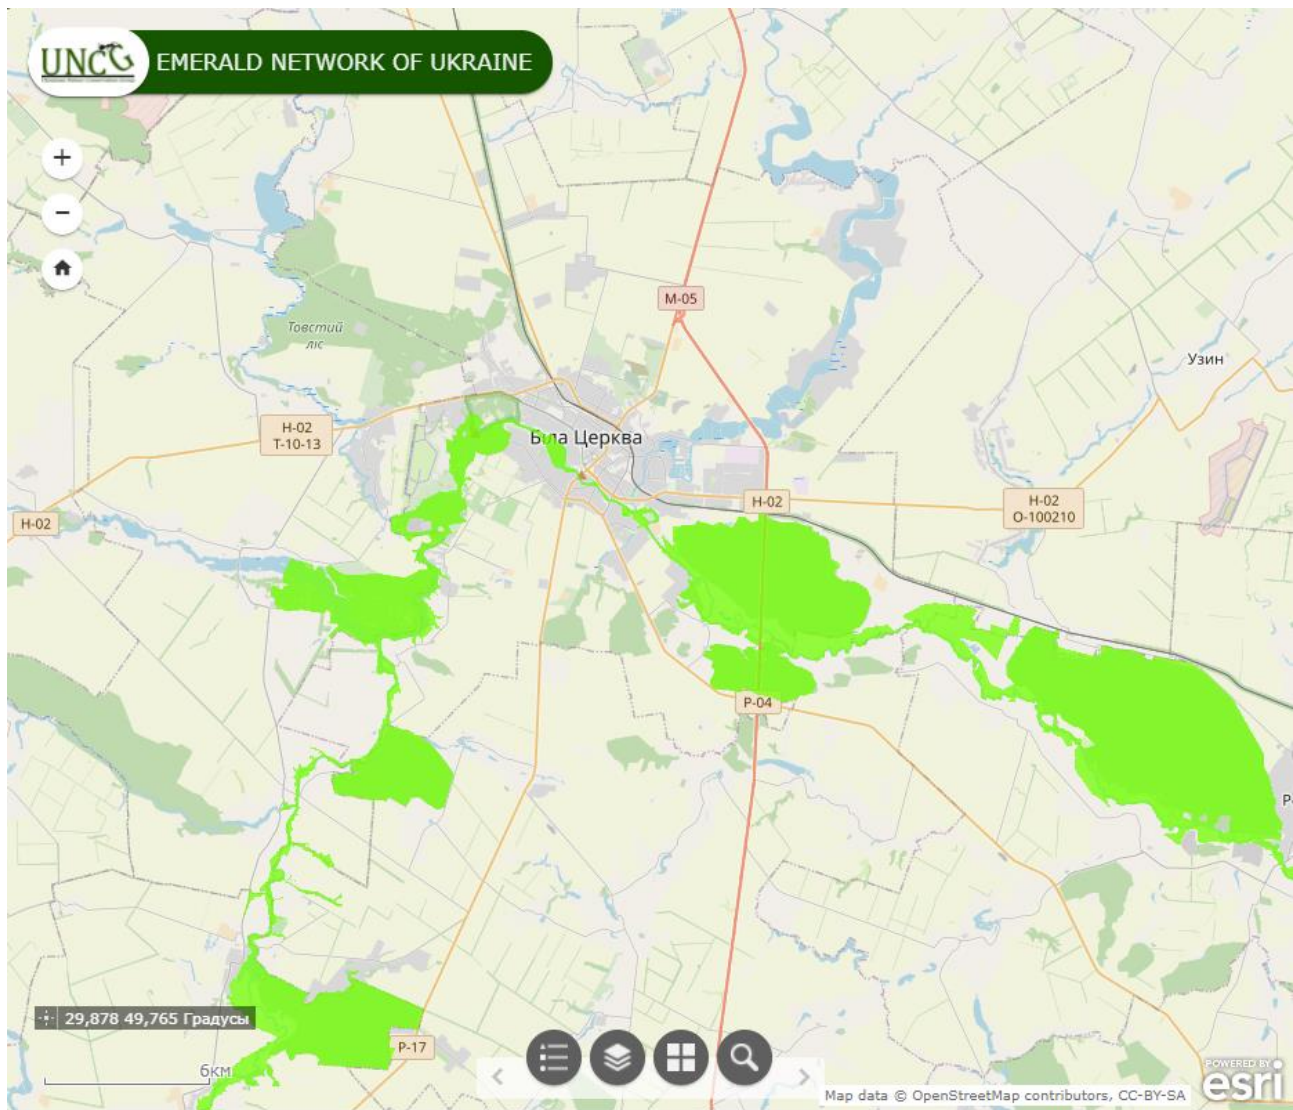 UNCG
EMERALD NETWORK OF UKRAINE
+
−
М-05
Товстий
ліс
Узин
Н-02
Т-10-13
Біла Церква
Н-02
Н-02
О-100210
Н-02
Р-04
29,878 49,765 Градусы
Р-17
6км
Map data © OpenStreetMap contributors, CC-BY-SA
POWERED BY
esri